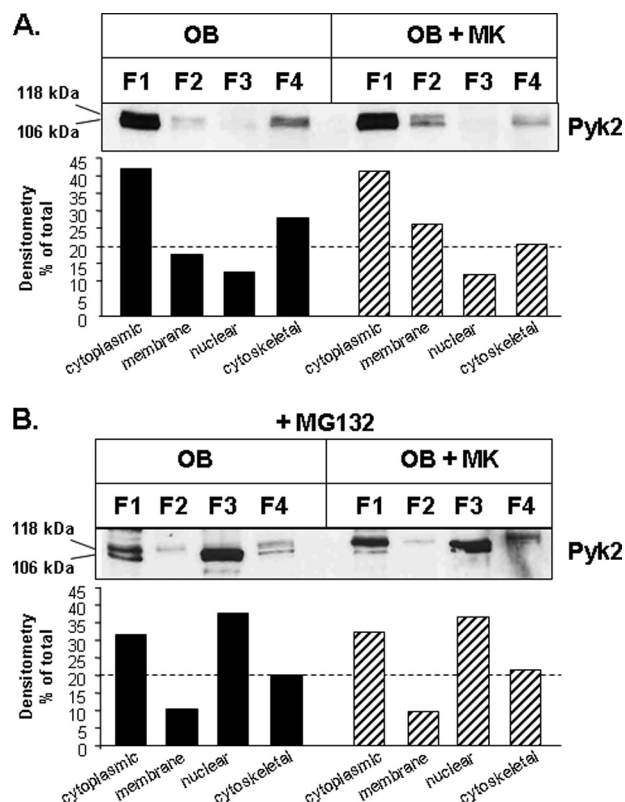 A.
OB
OB + MK
F1 F2 F3 F4 F1 F2 F3 F4
118 kDa
106 kDa
Pyk2
Densitometry
% of total
45
40
35
30
25
20
15
10
5
0
cytoplasmic membrane nuclear cytoskeletal cytoplasmic membrane nuclear cytoskeletal
B.
+ MG132
OB
OB + MK
F1 F2 F3 F4 F1 F2 F3 F4
118 kDa
106 kDa
Pyk2
Densitometry
% of total
45
40
35
30
25
20
15
10
5
0
cytoplasmic membrane nuclear cytoskeletal cytoplasmic membrane nuclear cytoskeletal